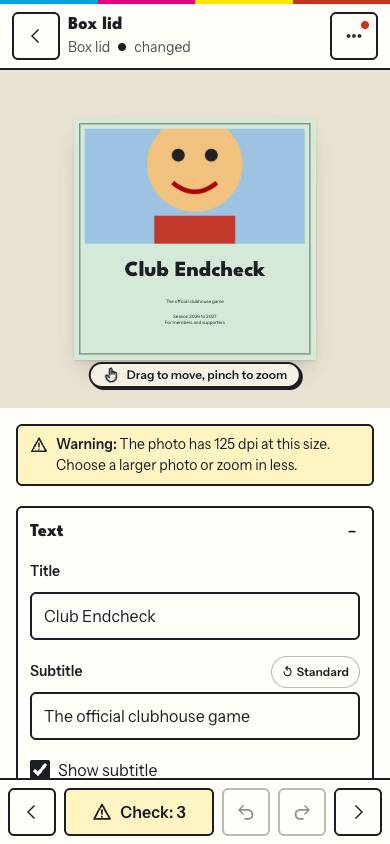 Box lid
Box lid ● changed
Club Endcheck
The official clubhouse game
Season 2026 to 2027
For members and supporters
Drag to move, pinch to zoom
Warning: The photo has 125 dpi at this size.
Choose a larger photo or zoom in less.
Text
Title
Club Endcheck
Subtitle
Standard
The official clubhouse game
Show subtitle
Check: 3